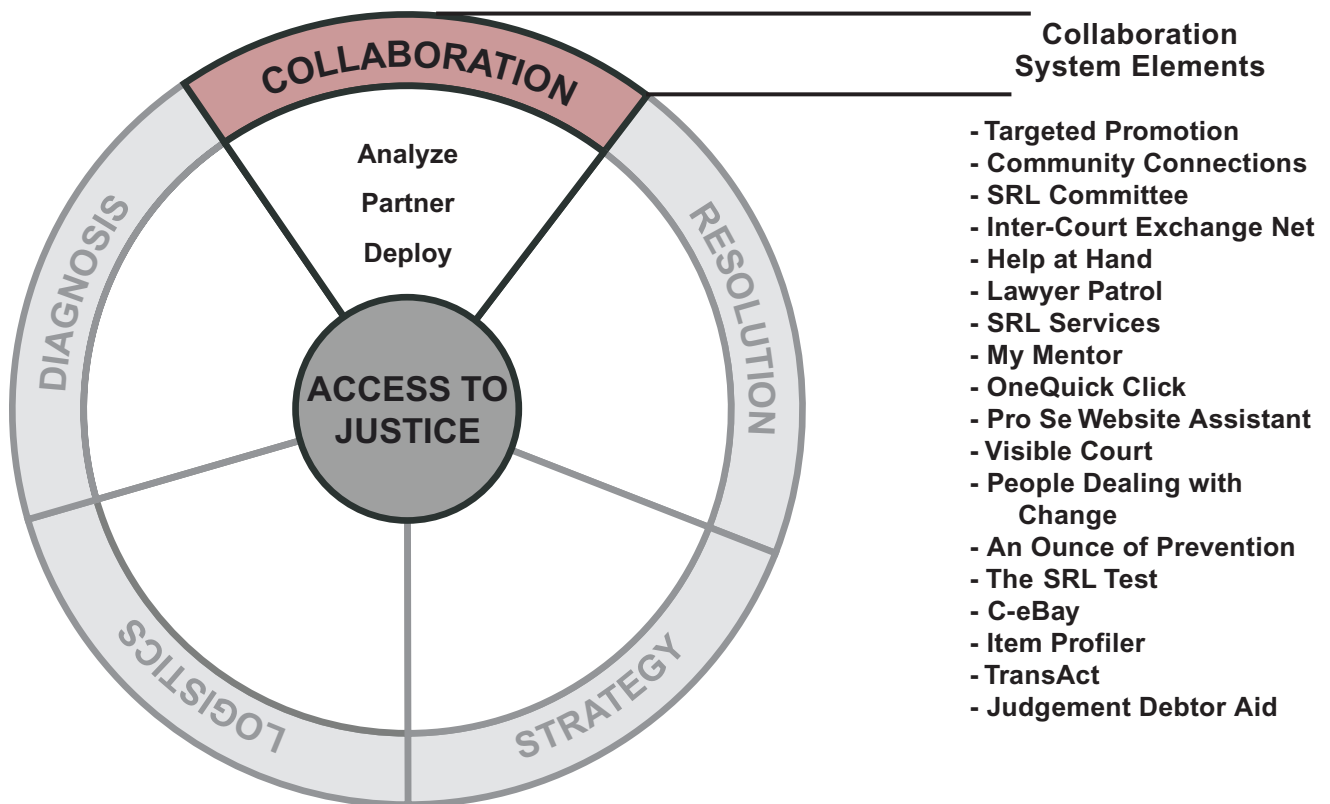 COLLABORATION
Analyze
Partner
Deploy
DIAGNOSIS
RESOLUTION
ACCESS TO
JUSTICE
LOGISTICS
STRATEGY
Collaboration
System Elements
- Targeted Promotion
- Community Connections
- SRL Committee
- Inter-Court Exchange Net
- Help at Hand
- Lawyer Patrol
- SRL Services
- My Mentor
- OneQuick Click
- Pro Se Website Assistant
- Visible Court
- People Dealing with
Change
- An Ounce of Prevention
- The SRL Test
- C-eBay
- Item Profiler
- TransAct
- Judgement Debtor Aid